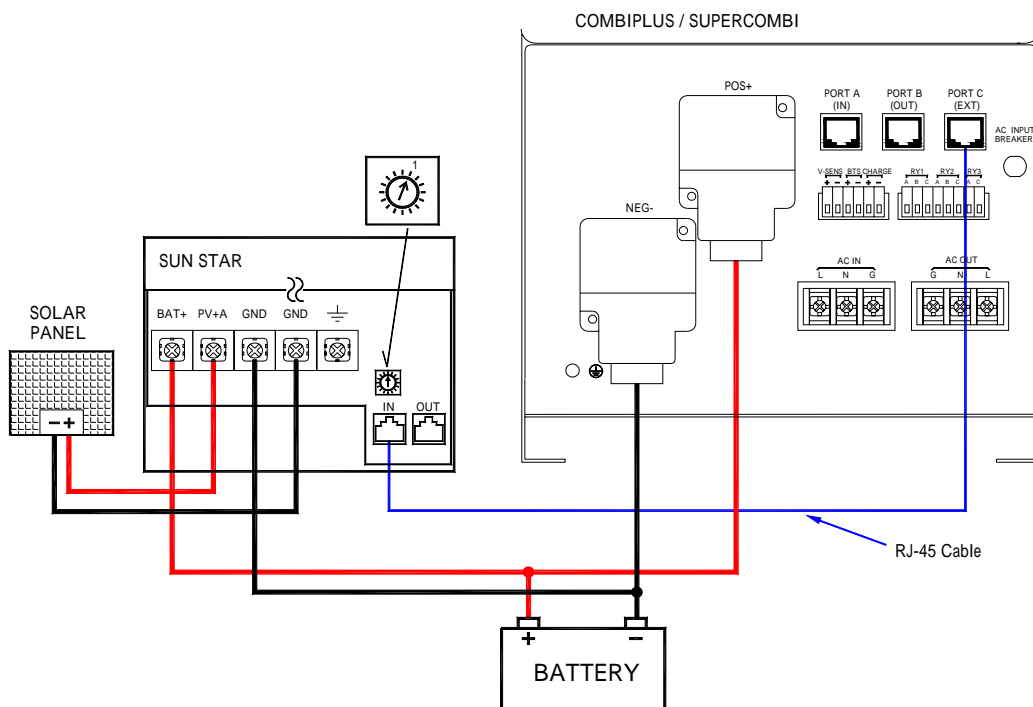 COMBIPLUS / SUPERCOMBI
POS+
PORT A
(IN)
PORT B
(OUT)
PORT C
(EXT)
AC INPUT
BREAKER
V-SENS BTS CHARGE
+ - + - + -
RY1 RY2 RY3
A B C A B C A C
NEG-
1
SUN STAR
AC IN
L N G
AC OUT
G N L
SOLAR
PANEL
BAT+ PV+A GND GND
IN OUT
- +
RJ-45 Cable
+ -
BATTERY